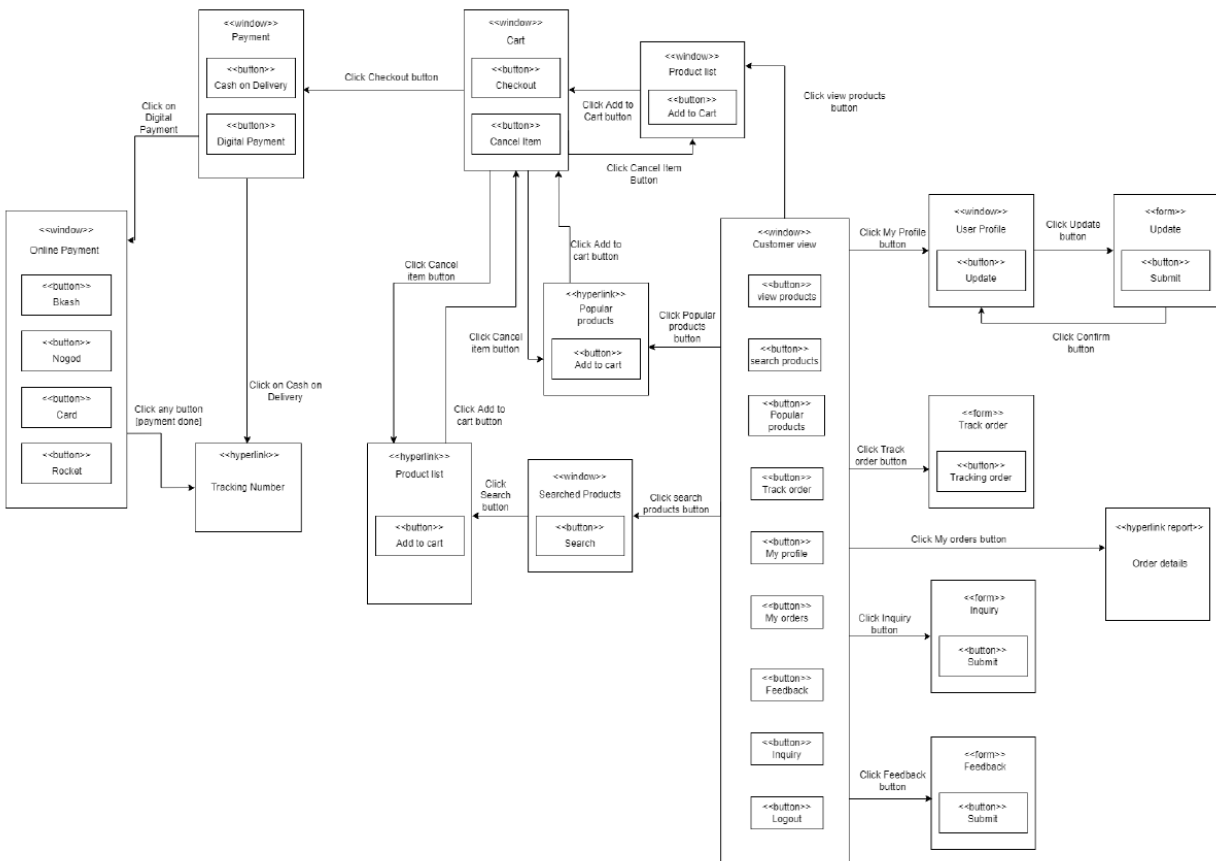 <<window>>
Payment
<<button>>
Cash on Delivery
<<button>>
Digital Payment
Click Checkout button
<<window>>
Cart
<<button>>
Checkout
<<button>>
Cancel Item
Click Add to
Cart button
<<window>>
Product list
<<button>>
Add to Cart
Click view products
button
Click Cancel Item
Button
Click on
Digital
Payment
<<window>>
Online Payment
<<button>>
Bkash
<<button>>
Nogod
<<button>>
Card
<<button>>
Rocket
Click any button
[payment done]
Click on Cash on
Delivery
<<hyperlink>>
Tracking Number
Click Cancel
item button
Click Add to
cart button
Click Cancel
item button
Click Add to
cart button
<<hyperlink>>
Popular
products
<<button>>
Add to cart
Click Popular
products button
<<hyperlink>>
Product list
<<button>>
Add to cart
Click
Search
button
<<window>>
Searched Products
<<button>>
Search
Click search
products button
<<window>>
Customer view
<<button>>
view products
<<button>>
search products
<<button>>
Popular
products
<<button>>
Track order
<<button>>
My profile
<<button>>
My orders
<<button>>
Feedback
<<button>>
Inquiry
<<button>>
Logout
Click My Profile
button
<<window>>
User Profile
<<button>>
Update
Click Update
button
<<form>>
Update
<<button>>
Submit
Click Confirm
button
Click Track
order button
<<form>>
Track order
<<button>>
Tracking order
Click My orders button
<<hyperlink report>>
Order details
Click Inquiry
button
<<form>>
Inquiry
<<button>>
Submit
Click Feedback
button
<<form>>
Feedback
<<button>>
Submit